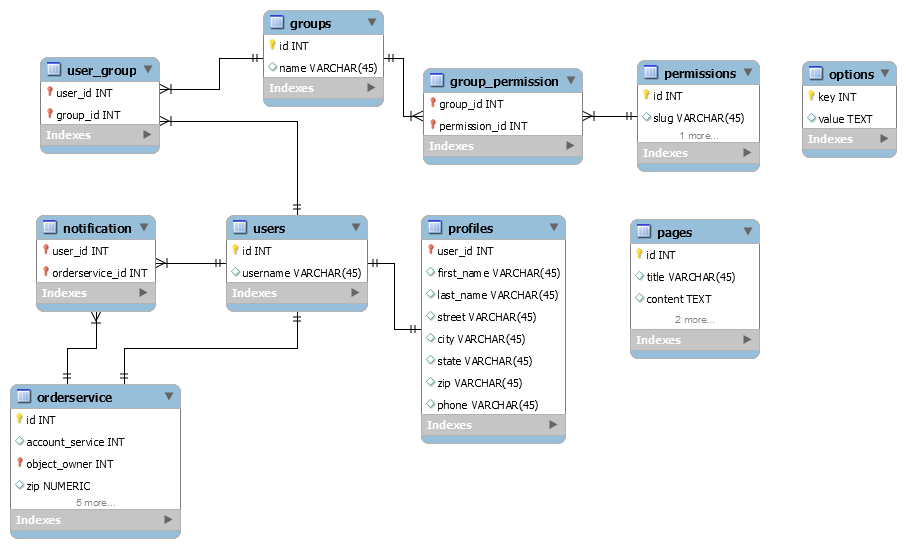 groups
id INT
name VARCHAR(45)
Indexes
user_group
user_id INT
group_id INT
Indexes
group_permission
group_id INT
permission_id INT
Indexes
permissions
id INT
slug VARCHAR(45)
1 more...
Indexes
options
key INT
value TEXT
Indexes
notification
user_id INT
orderservice_id INT
Indexes
users
id INT
username VARCHAR(45)
Indexes
profiles
user_id INT
first_name VARCHAR(45)
last_name VARCHAR(45)
street VARCHAR(45)
city VARCHAR(45)
state VARCHAR(45)
zip VARCHAR(45)
phone VARCHAR(45)
Indexes
pages
id INT
title VARCHAR(45)
content TEXT
2 more...
Indexes
orderservice
id INT
account_service INT
object_owner INT
zip NUMERIC
5 more...
Indexes